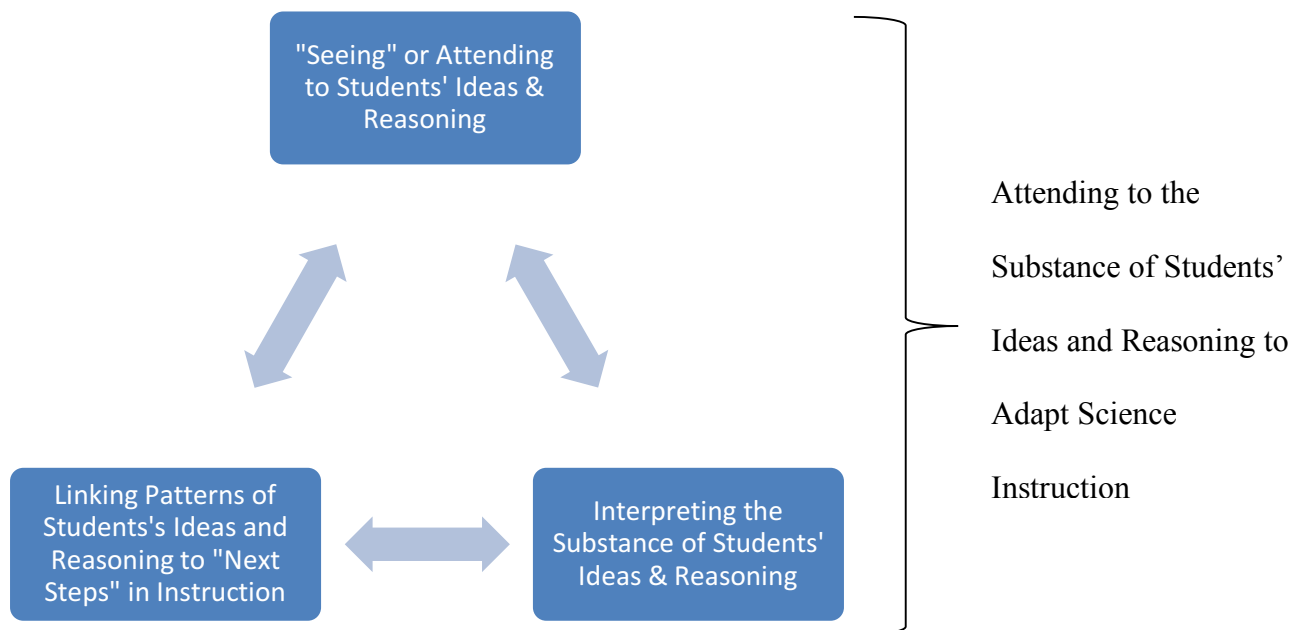 "Seeing" or Attending
to Students' Ideas &
Reasoning
Attending to the
Substance of Students’
Ideas and Reasoning to
Adapt Science
Instruction
Linking Patterns of
Students's Ideas and
Reasoning to "Next
Steps" in Instruction
Interpreting the
Substance of Students'
Ideas & Reasoning